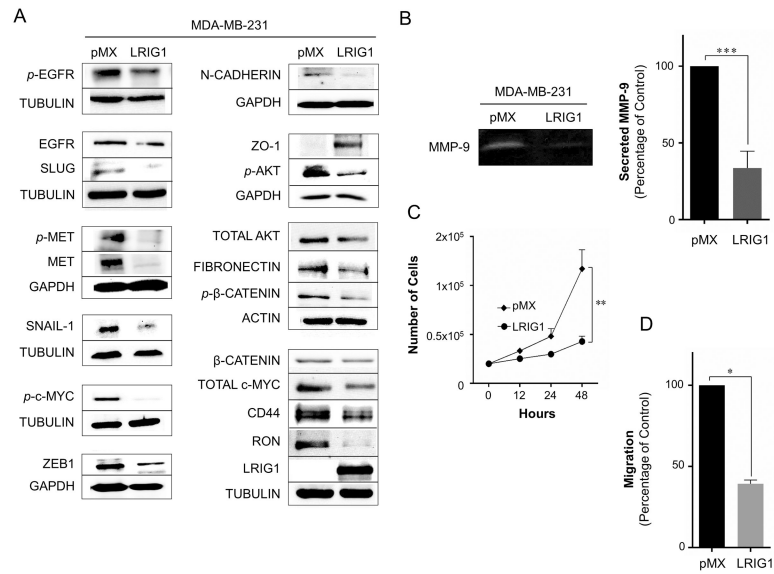 A
MDA-MB-231
pMX LRIG1
p-EGFR
TUBULIN
EGFR
SLUG
TUBULIN
p-MET
MET
GAPDH
SNAIL-1
TUBULIN
p-c-MYC
TUBULIN
ZEB1
GAPDH
pMX LRIG1
N-CADHERIN
GAPDH
ZO-1
p-AKT
GAPDH
TOTAL AKT
FIBRONECTIN
p-β-CATENIN
ACTIN
β-CATENIN
TOTAL c-MYC
CD44
RON
LRIG1
TUBULIN
B
MDA-MB-231
pMX LRIG1
MMP-9
Secreted MMP-9
(Percentage of Control)
100
50
0
***
pMX LRIG1
C
Number of Cells
2x10⁵
1x10⁵
0.5x10⁵
0
pMX
LRIG1
**
0 12 24 48
Hours
D
Migration
(Percentage of Control)
100
50
0
*
pMX LRIG1